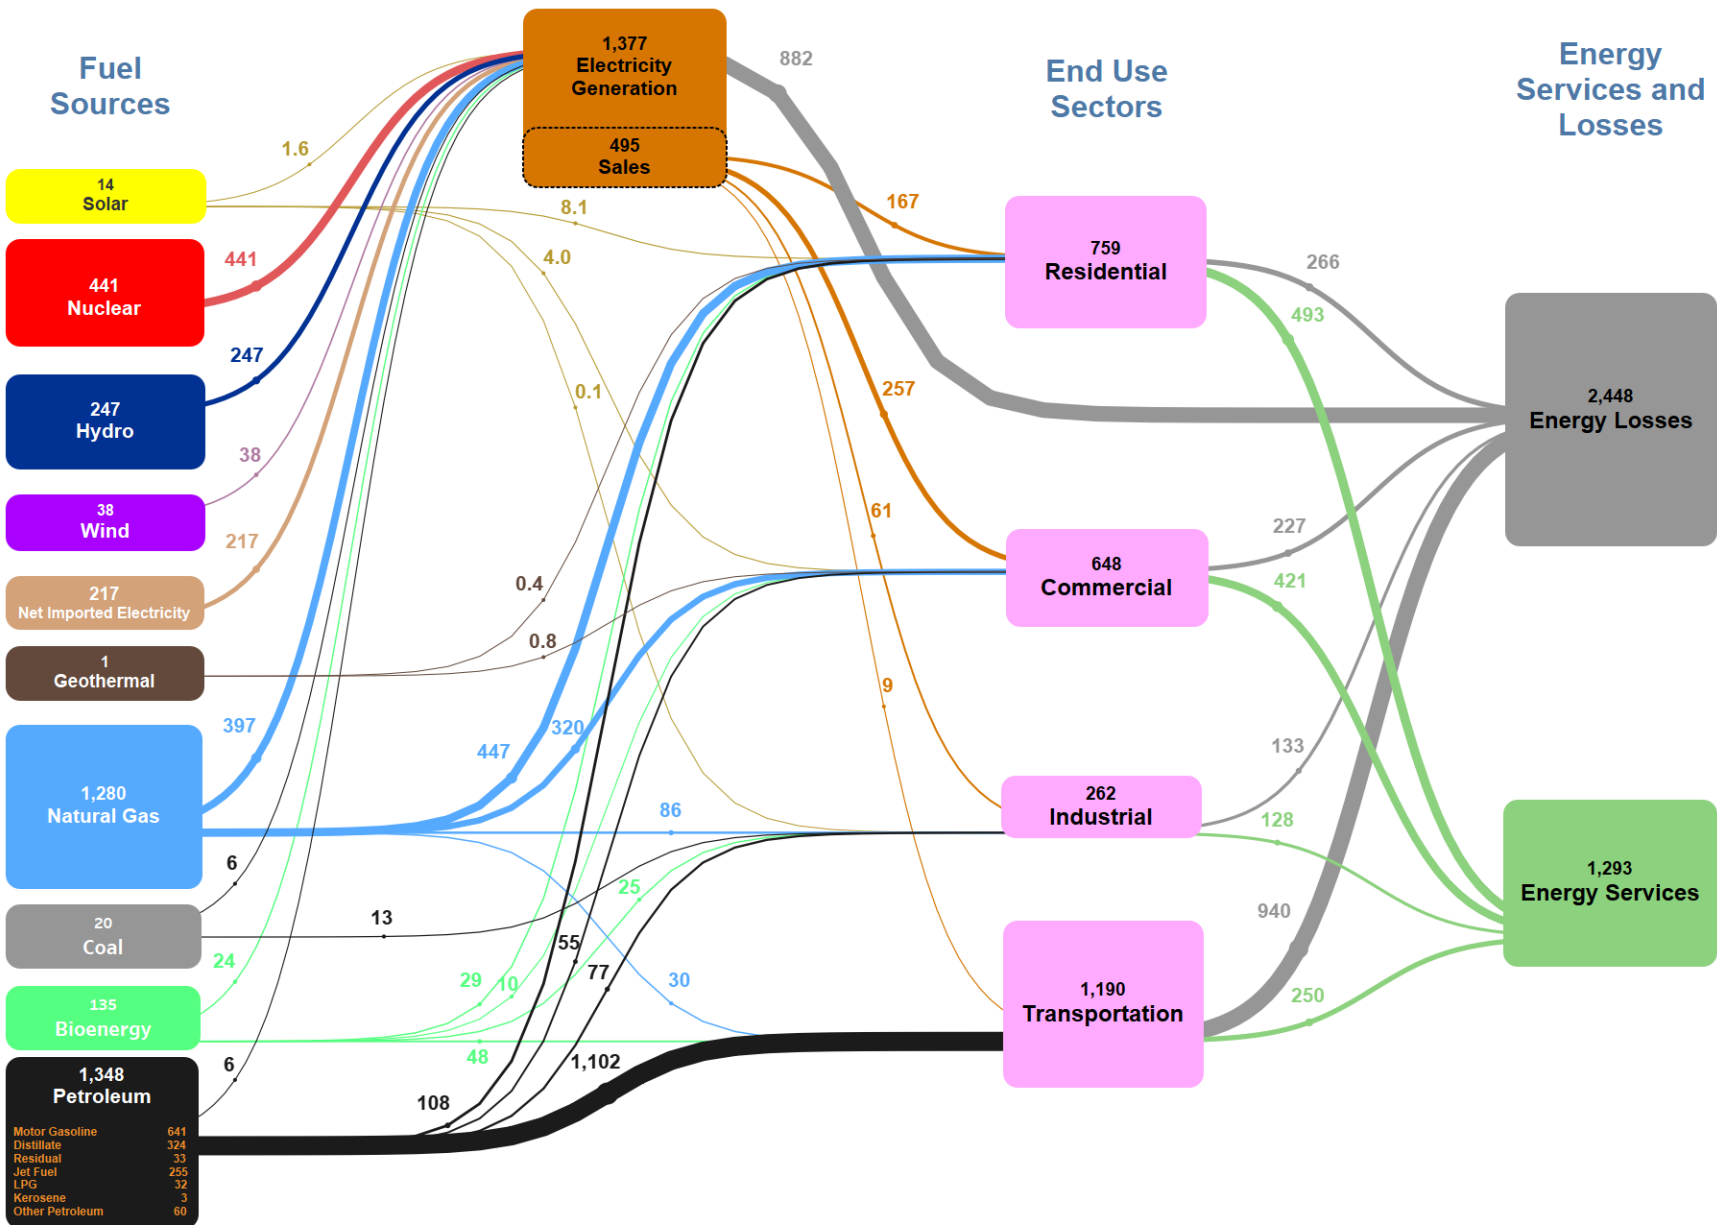 Fuel
Sources
End Use
Sectors
Energy
Services and
Losses
1,377
Electricity
Generation
495
Sales
882
1.6
14
Solar
8.1
167
4.0
441
Nuclear
441
759
Residential
266
493
247
Hydro
247
0.1
257
2,448
Energy Losses
38
Wind
38
61
227
648
Commercial
421
217
Net Imported Electricity
217
0.4
0.8
1
Geothermal
9
397
447
320
133
1,280
Natural Gas
86
262
Industrial
128
6
25
1,293
Energy Services
20
Coal
13
55
940
24
29
10
77
30
1,190
Transportation
250
135
Bioenergy
48
1,102
6
108
1,348
Petroleum
Motor Gasoline 641
Distillate 324
Residual 33
Jet Fuel 255
LPG 32
Kerosene 3
Other Petroleum 60